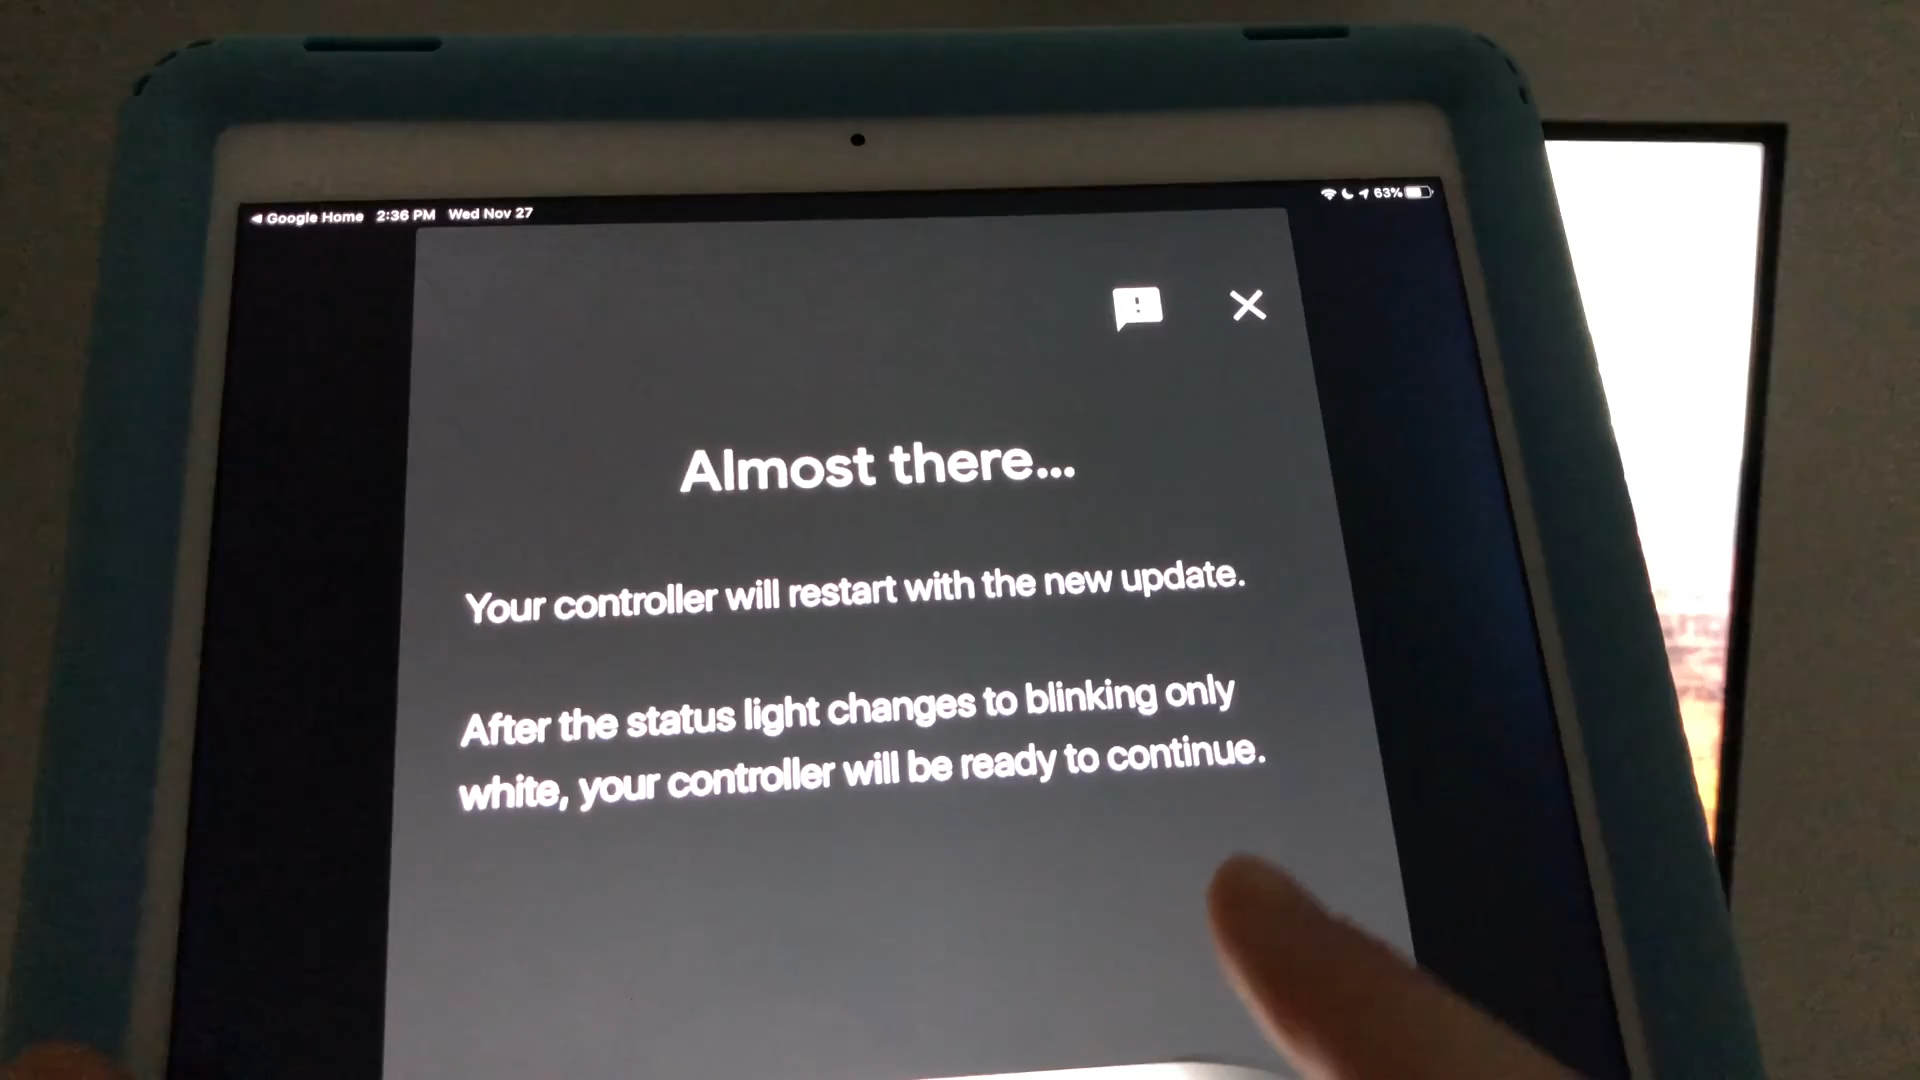 Google Home 2:36 PM Wed Nov 27
63%
Almost there...
Your controller will restart with the new update.
After the status light changes to blinking only
white, your controller will be ready to continue.